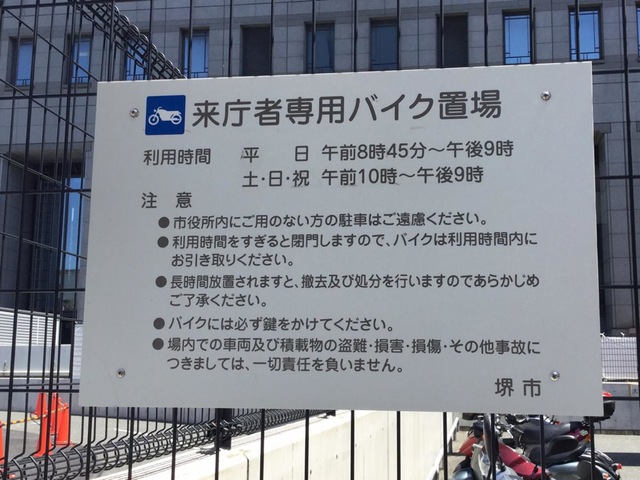 来庁者専用バイク置場
利用時間 平 日 午前8時45分～午後9時
土・日・祝 午前10時～午後9時
注 意
●市役所内にご用のない方の駐車はご遠慮ください。
●利用時間をすぎると閉門しますので、バイクは利用時間内に
お引き取りください。
●長時間放置されますと、撤去及び処分を行いますのであらかじめ
ご了承ください。
●バイクには必ず鍵をかけてください。
●場内での車両及び積載物の盗難・損害・損傷・その他事故に
つきましては、一切責任を負いません。
堺市